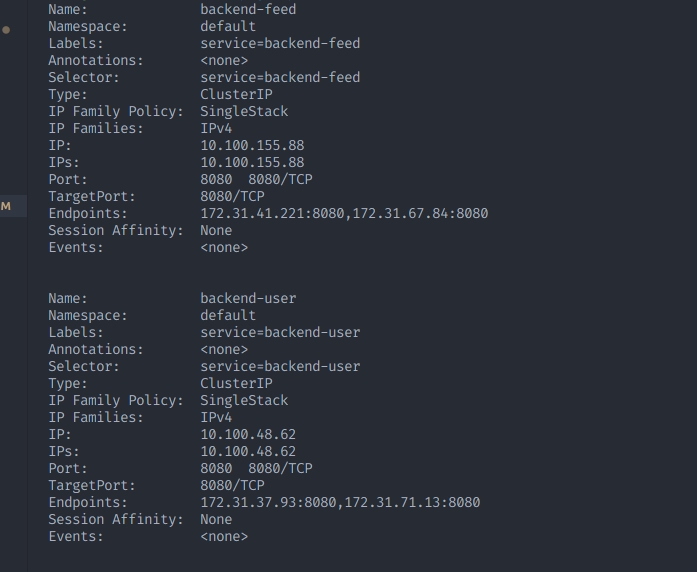 Name:               backend-feed
Namespace:          default
Labels:             service=backend-feed
Annotations:        <none>
Selector:           service=backend-feed
Type:               ClusterIP
IP Family Policy:   SingleStack
IP Families:        IPv4
IP:                 10.100.155.88
IPs:                10.100.155.88
Port:               8080  8080/TCP
TargetPort:         8080/TCP
M
Endpoints:          172.31.41.221:8080,172.31.67.84:8080
Session Affinity:   None
Events:             <none>
Name:               backend-user
Namespace:          default
Labels:             service=backend-user
Annotations:        <none>
Selector:           service=backend-user
Type:               ClusterIP
IP Family Policy:   SingleStack
IP Families:        IPv4
IP:                 10.100.48.62
IPs:                10.100.48.62
Port:               8080  8080/TCP
TargetPort:         8080/TCP
Endpoints:          172.31.37.93:8080,172.31.71.13:8080
Session Affinity:   None
Events:             <none>